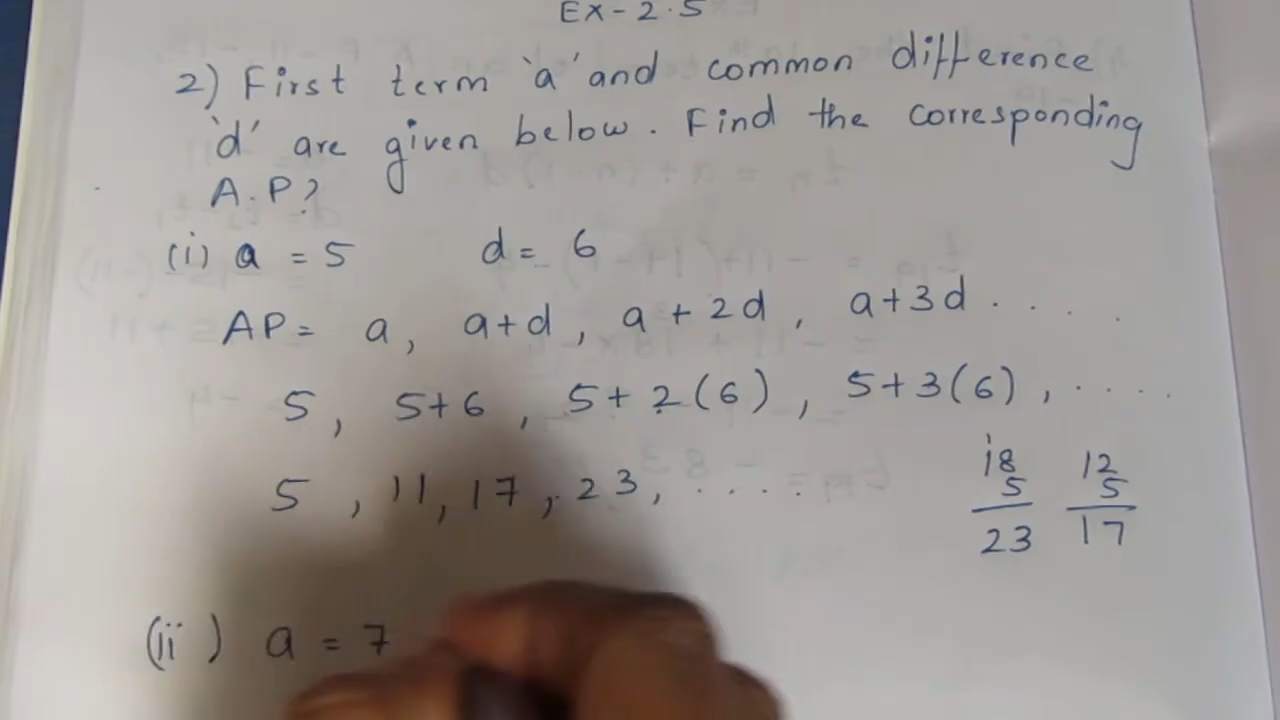 Ex-2.5
2) First term 'a' and common difference
'd' are given below. Find the corresponding
A.P?
(i) a = 5 d = 6
AP = a, a+d, a + 2d, a+3d . . . .
5, 5+6, 5+2(6), 5+3(6), ....
5, 11, 17, 23, ....
18 12
5 5
23 17
(ii) a = 7